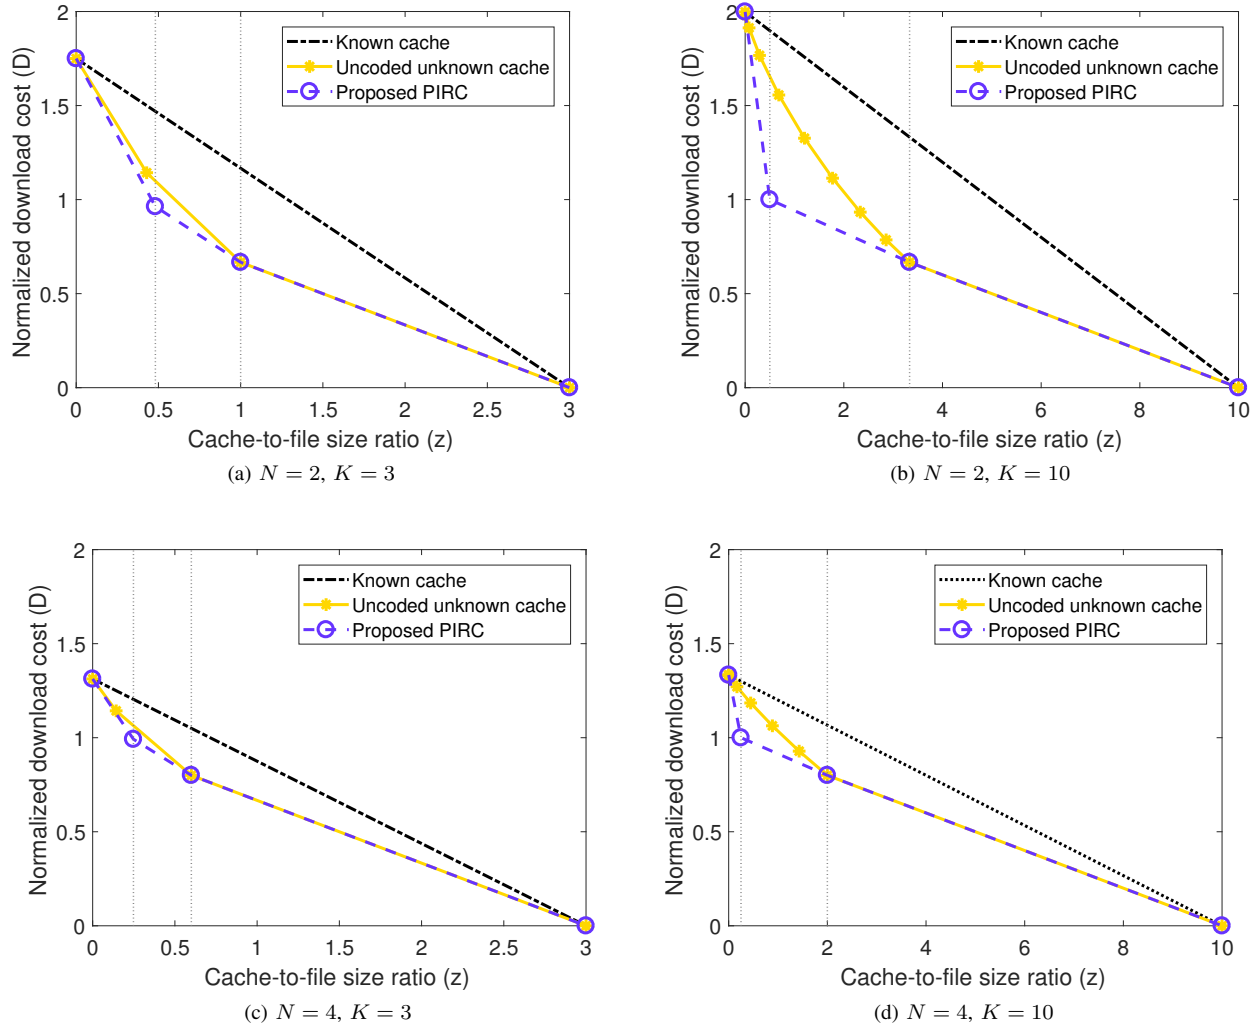 2
1.5
1
0.5
0
Normalized download cost (D)
Known cache
Uncoded unknown cache
Proposed PIRC
0 0.5 1 1.5 2 2.5 3
Cache-to-file size ratio (z)
(a) N = 2, K = 3
2
1.5
1
0.5
0
Normalized download cost (D)
Known cache
Uncoded unknown cache
Proposed PIRC
0 2 4 6 8 10
Cache-to-file size ratio (z)
(b) N = 2, K = 10
2
1.5
1
0.5
0
Normalized download cost (D)
Known cache
Uncoded unknown cache
Proposed PIRC
0 0.5 1 1.5 2 2.5 3
Cache-to-file size ratio (z)
(c) N = 4, K = 3
2
1.5
1
0.5
0
Normalized download cost (D)
Known cache
Uncoded unknown cache
Proposed PIRC
0 2 4 6 8 10
Cache-to-file size ratio (z)
(d) N = 4, K = 10